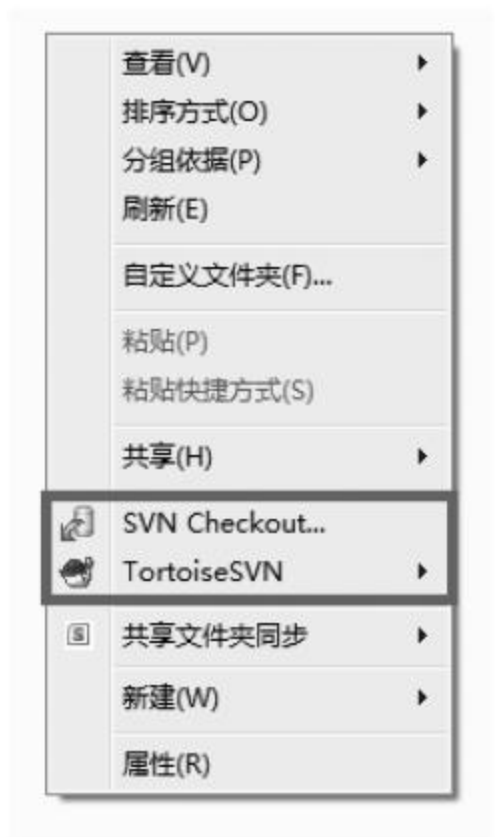 查看(V)
排序方式(O)
分组依据(P)
刷新(E)
自定义文件夹(F)...
粘贴(P)
粘贴快捷方式(S)
共享(H)
SVN Checkout...
TortoiseSVN
S
共享文件夹同步
新建(W)
属性(R)